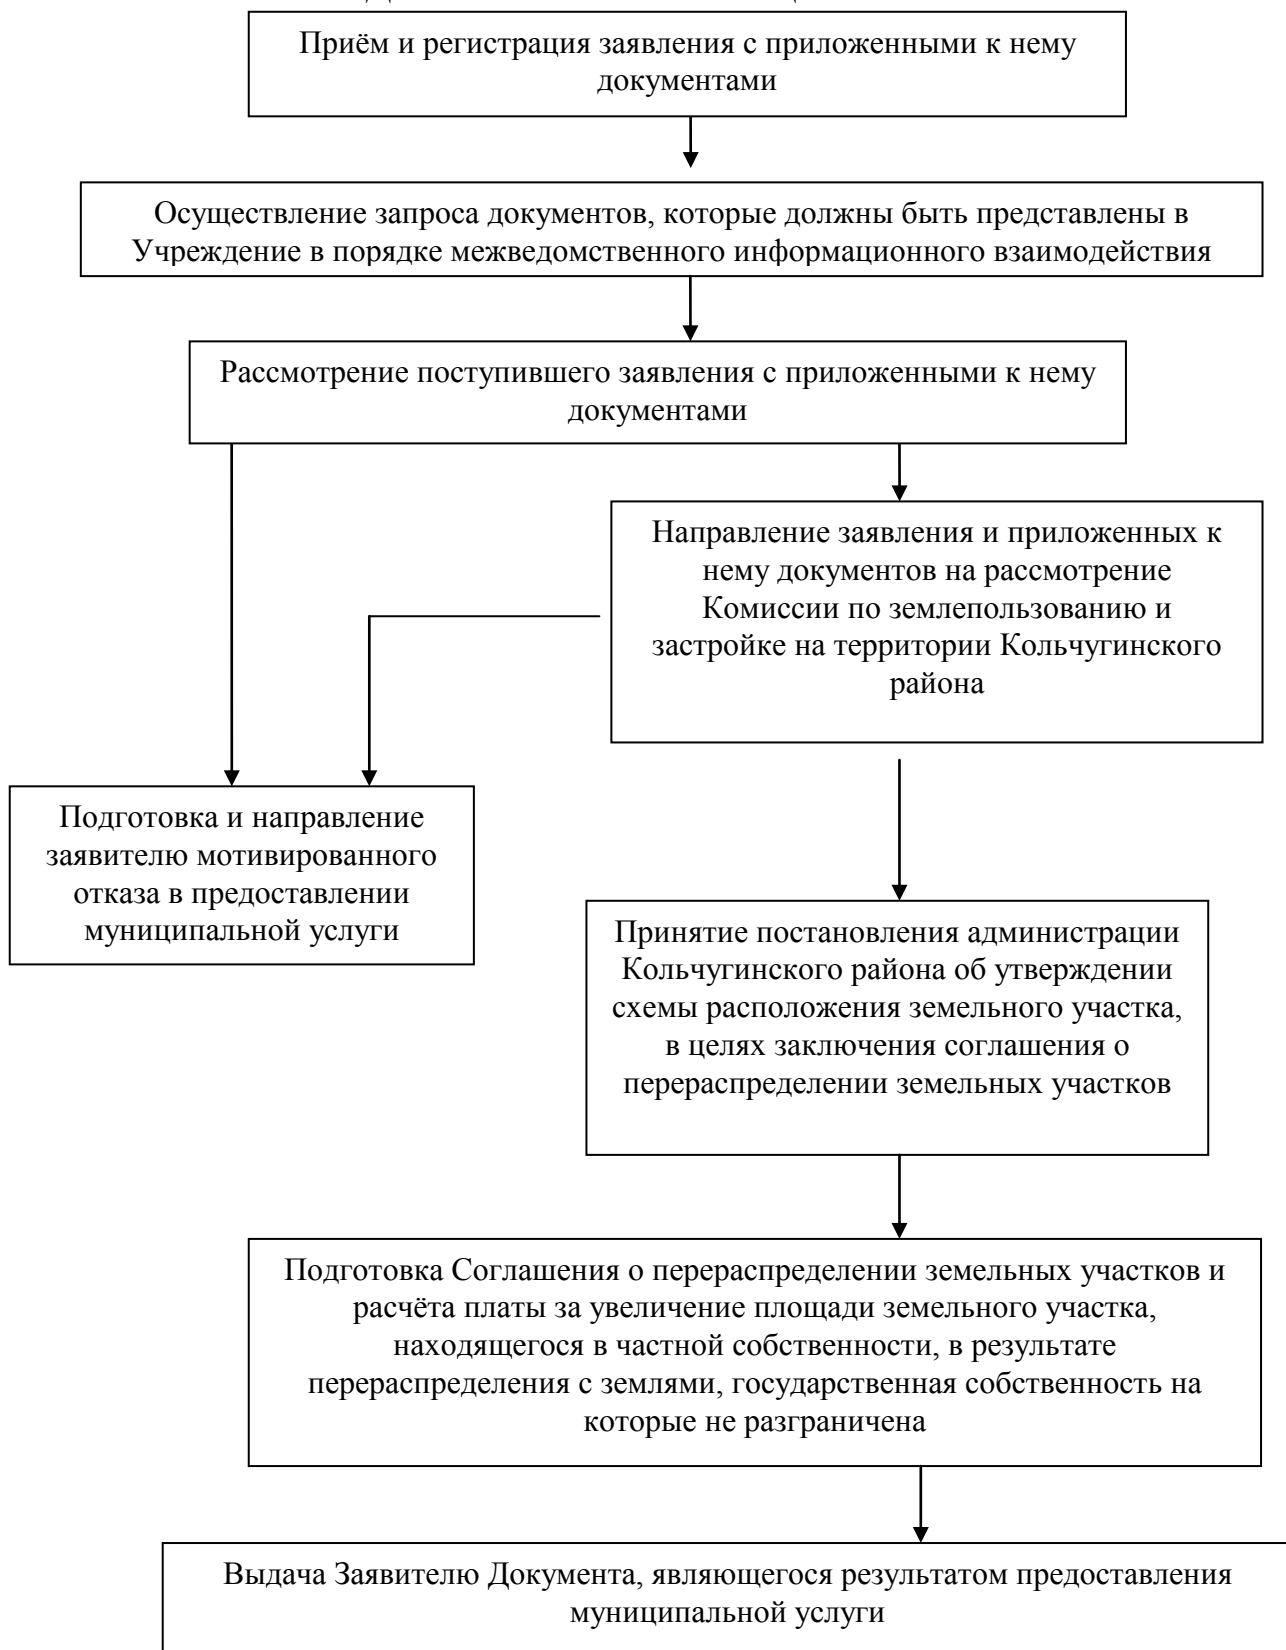 Приём и регистрация заявления с приложенными к нему
документами
Осуществление запроса документов, которые должны быть представлены в
Учреждение в порядке межведомственного информационного взаимодействия
Рассмотрение поступившего заявления с приложенными к нему
документами
Направление заявления и приложенных к
нему документов на рассмотрение
Комиссии по землепользованию и
застройке на территории Кольчугинского
района
Подготовка и направление
заявителю мотивированного
отказа в предоставлении
муниципальной услуги
Принятие постановления администрации
Кольчугинского района об утверждении
схемы расположения земельного участка,
в целях заключения соглашения о
перераспределении земельных участков
Подготовка Соглашения о перераспределении земельных участков и
расчёта платы за увеличение площади земельного участка,
находящегося в частной собственности, в результате
перераспределения с землями, государственная собственность на
которые не разграничена
Выдача Заявителю Документа, являющегося результатом предоставления
муниципальной услуги